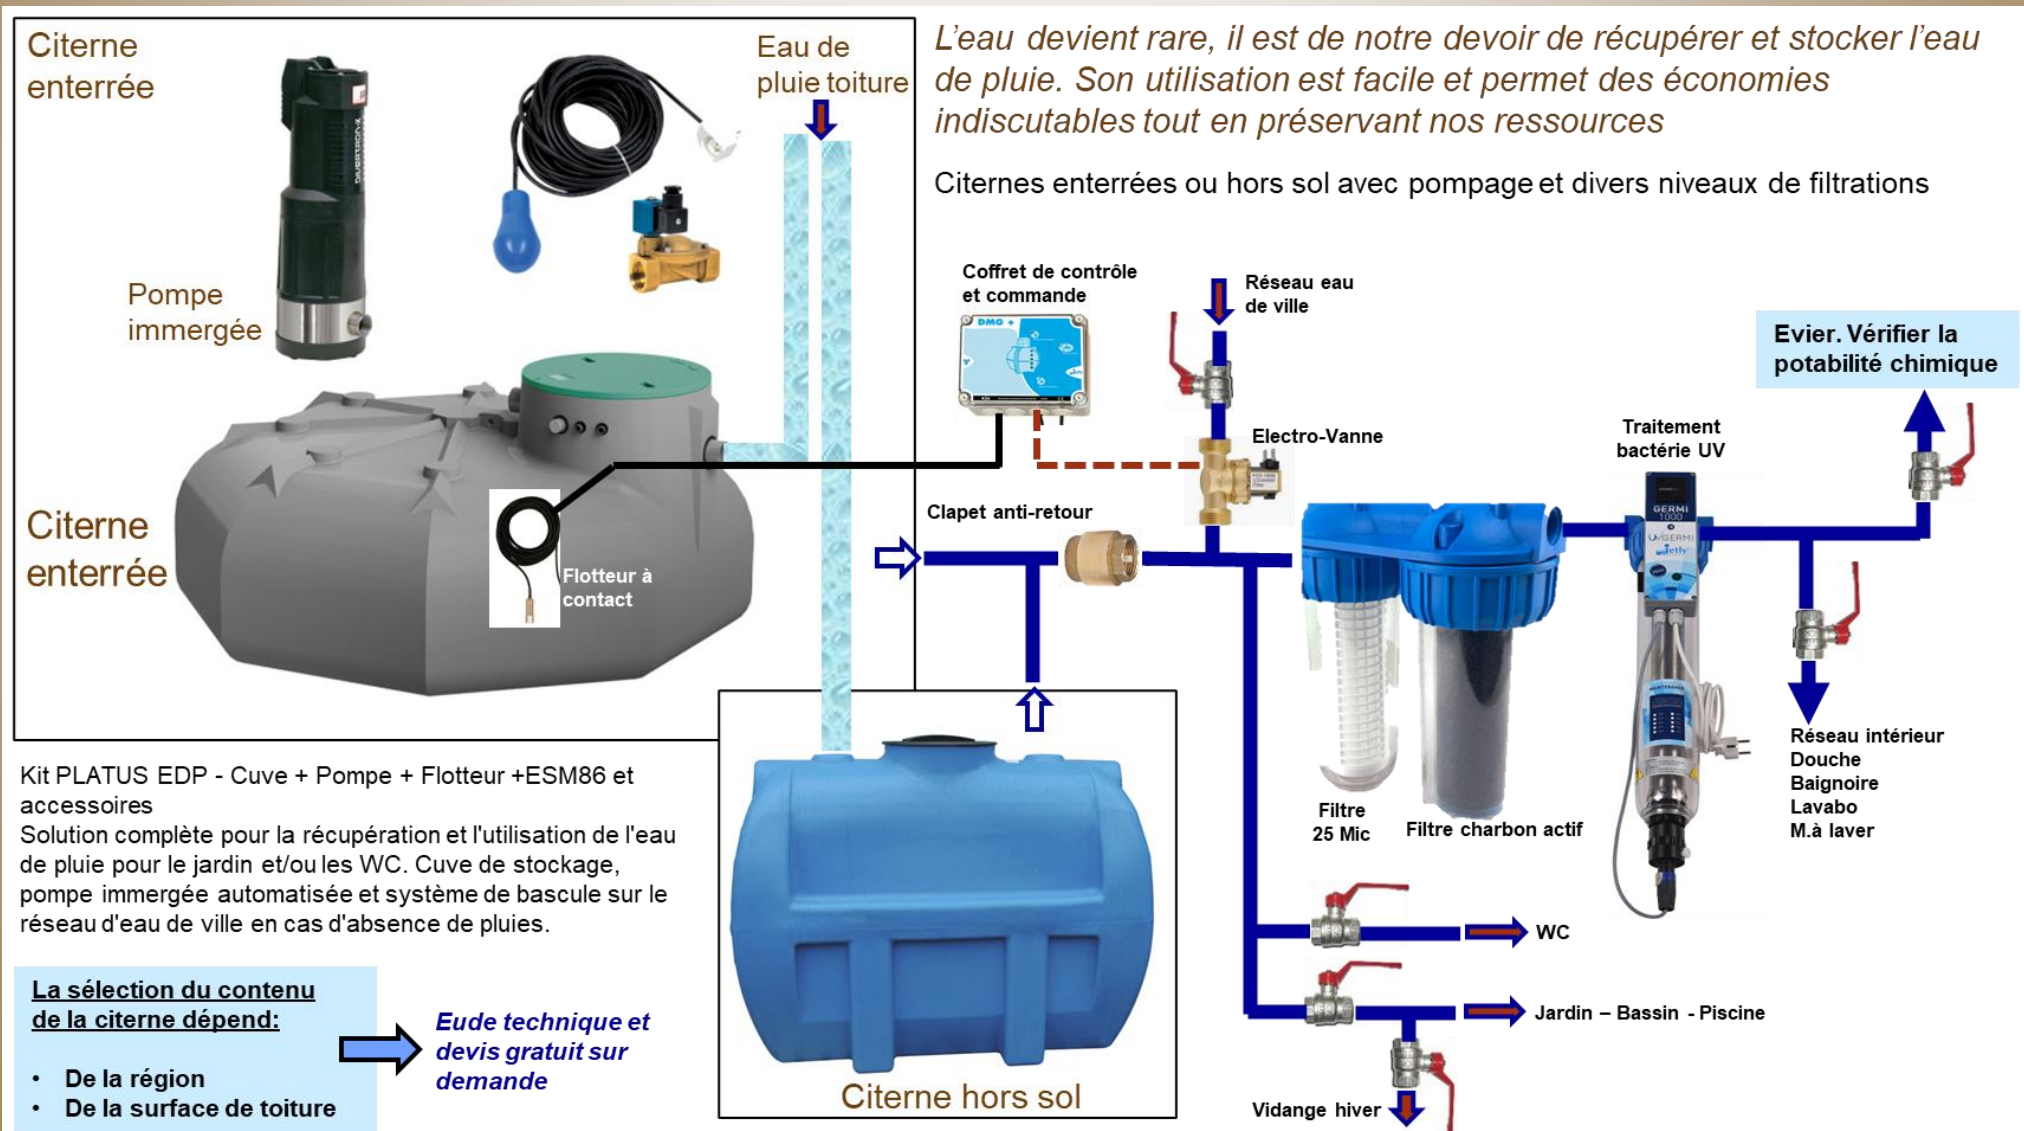 Citerne
enterrée
Eau de
pluie toiture
L'eau devient rare, il est de notre devoir de récupérer et stocker l'eau
de pluie. Son utilisation est facile et permet des économies
indiscutables tout en préservant nos ressources
Citernes enterrées ou hors sol avec pompage et divers niveaux de filtrations
Pompe
immergée
Coffret de contrôle
et commande
DMG +
Réseau eau
de ville
Evier. Vérifier la
potabilité chimique
Electro-Vanne
Traitement
bactérie UV
GERMI
1000
UVGERMI
jetly
Clapet anti-retour
Citerne
enterrée
Flotteur à
contact
MAINTENANCE
Filtre
25 Mic
Filtre charbon actif
Réseau intérieur
Douche
Baignoire
Lavabo
M.à laver
Kit PLATUS EDP - Cuve + Pompe + Flotteur +ESM86 et
accessoires
Solution complète pour la récupération et l'utilisation de l'eau
de pluie pour le jardin et/ou les WC. Cuve de stockage,
pompe immergée automatisée et système de bascule sur le
réseau d'eau de ville en cas d'absence de pluies.
La sélection du contenu
de la citerne dépend:
• De la région
• De la surface de toiture
Eude technique et
devis gratuit sur
demande
Citerne hors sol
WC
Jardin – Bassin - Piscine
Vidange hiver